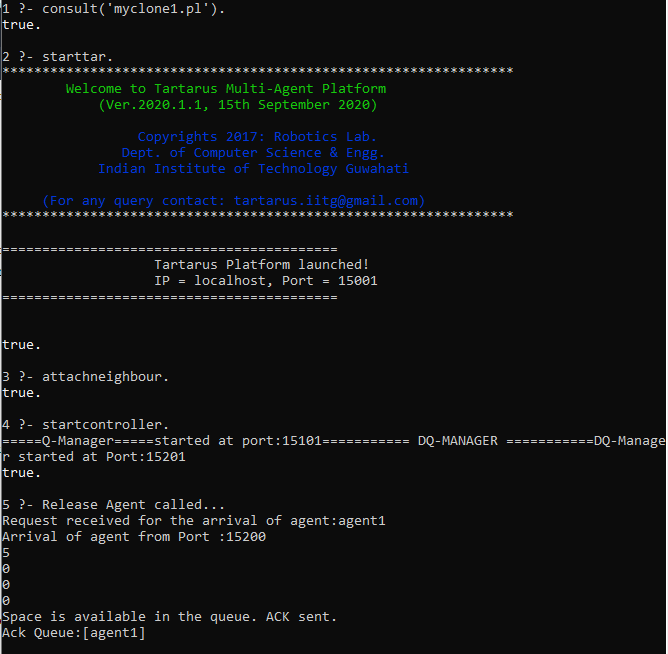 1 ?- consult('myclone1.pl').
true.
2 ?- starttar.
****************************************************************
Welcome to Tartarus Multi-Agent Platform
(Ver.2020.1.1, 15th September 2020)
Copyrights 2017: Robotics Lab.
Dept. of Computer Science & Engg.
Indian Institute of Technology Guwahati
(For any query contact: tartarus.iitg@gmail.com)
****************************************************************
==========================================
Tartarus Platform launched!
IP = localhost, Port = 15001
==========================================
true.
3 ?- attachneighbour.
true.
4 ?- startcontroller.
=====Q-Manager=====started at port:15101=========== DQ-MANAGER ===========DQ-Manage
r started at Port:15201
true.
5 ?- Release Agent called...
Request received for the arrival of agent:agent1
Arrival of agent from Port :15200
5
0
0
0
Space is available in the queue. ACK sent.
Ack Queue:[agent1]